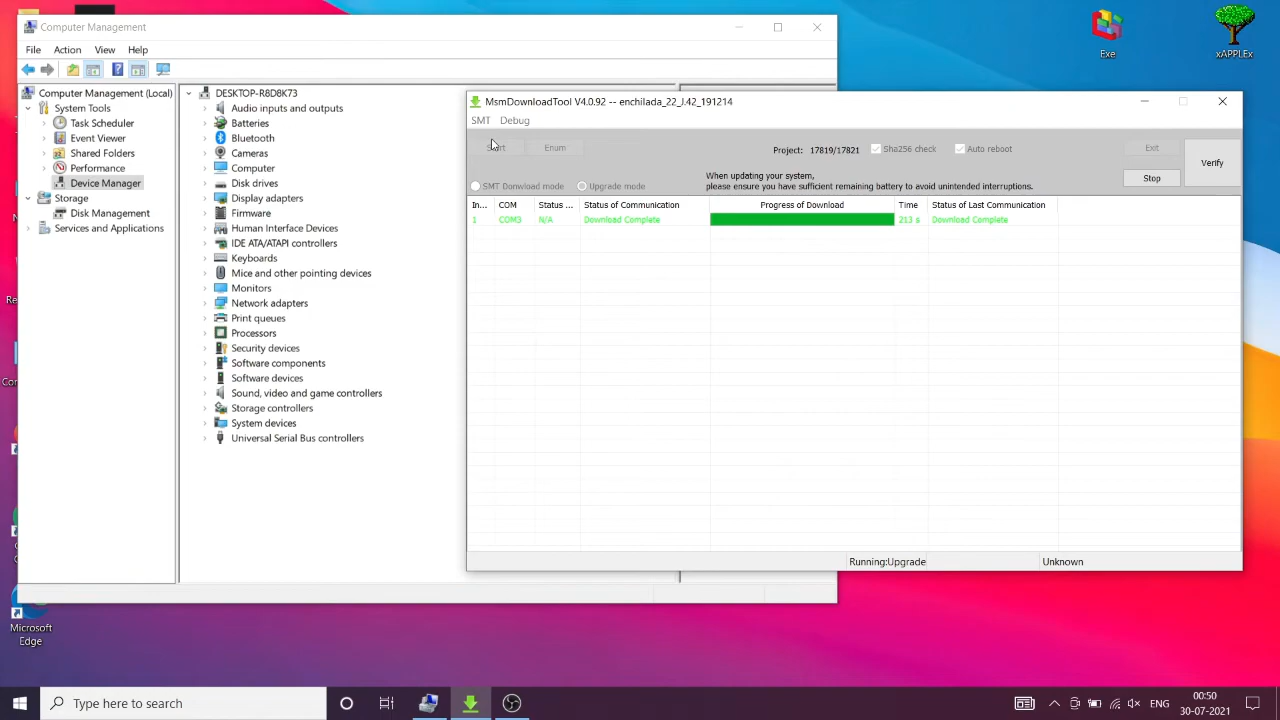 Computer Management
File Action View Help
Computer Management (Local)
System Tools
Task Scheduler
Event Viewer
Shared Folders
Performance
Device Manager
Storage
Disk Management
Services and Applications
DESKTOP-R8D8K73
Audio inputs and outputs
Batteries
Bluetooth
Cameras
Computer
Disk drives
Display adapters
Firmware
Human Interface Devices
IDE ATA/ATAPI controllers
Keyboards
Mice and other pointing devices
Monitors
Network adapters
Print queues
Processors
Security devices
Software components
Software devices
Sound, video and game controllers
Storage controllers
System devices
Universal Serial Bus controllers
MsmDownloadTool V4.0.92 -- enchilada_22_J.42_191214
SMT Debug
Start Enum Project: 17819/17821 Sha256 check Auto reboot Exit Verify
Stop
When updating your system,
please ensure you have sufficient remaining battery to avoid unintended interruptions.
SMT Donwload mode Upgrade mode
In... COM Status ... Status of Communication Progress of Download Time Status of Last Communication
1 COM3 N/A Download Complete 213 s Download Complete
Running:Upgrade Unknown
Exe
xAPPLEx
Microsoft
Edge
Type here to search
ENG
00:50
30-07-2021